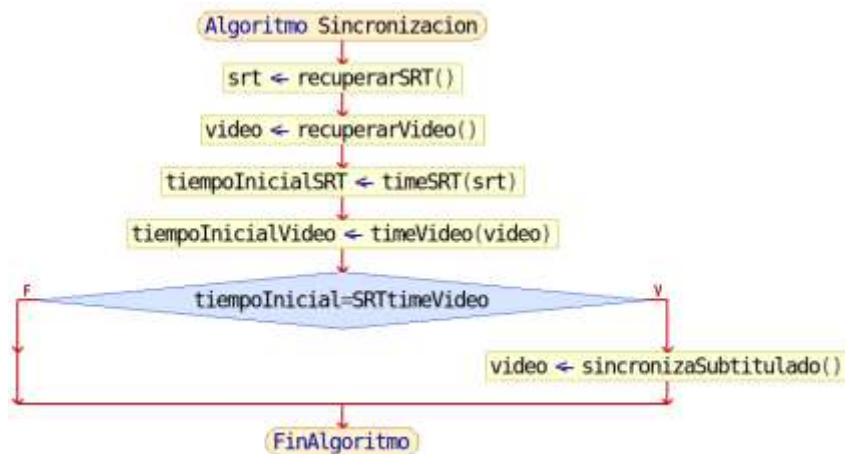 Algoritmo Sincronizacion
srt ← recuperarSRT()
video ← recuperarVideo()
tiempoInicialSRT ← timeSRT(srt)
tiempoInicialVideo ← timeVideo(video)
F
V
tiempoInicial=SRTtimeVideo
video ← sincronizaSubtitulado()
FinAlgoritmo